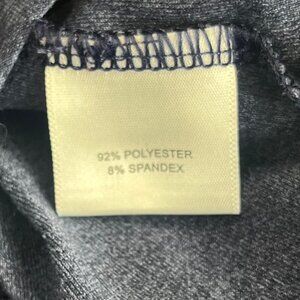 92% POLYESTER
8% SPANDEX